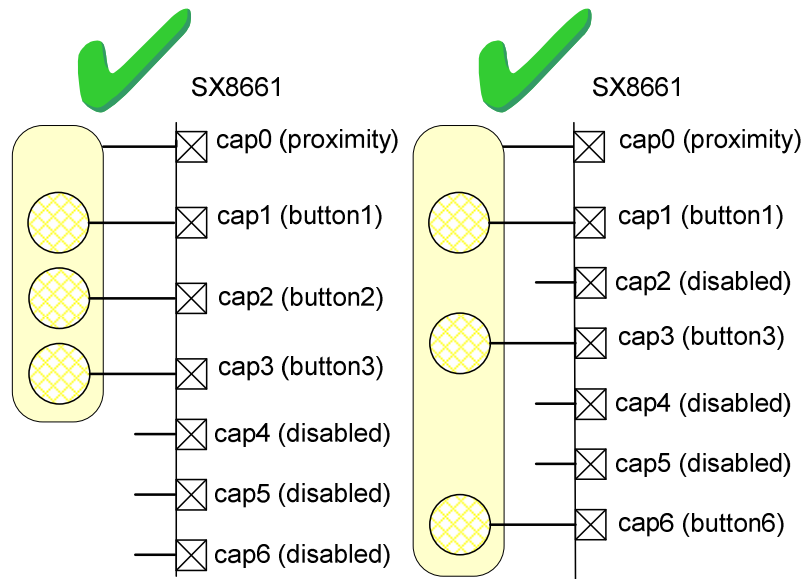 SX8661
cap0 (proximity)
cap1 (button1)
cap2 (button2)
cap3 (button3)
cap4 (disabled)
cap5 (disabled)
cap6 (disabled)
SX8661
cap0 (proximity)
cap1 (button1)
cap2 (disabled)
cap3 (button3)
cap4 (disabled)
cap5 (disabled)
cap6 (button6)